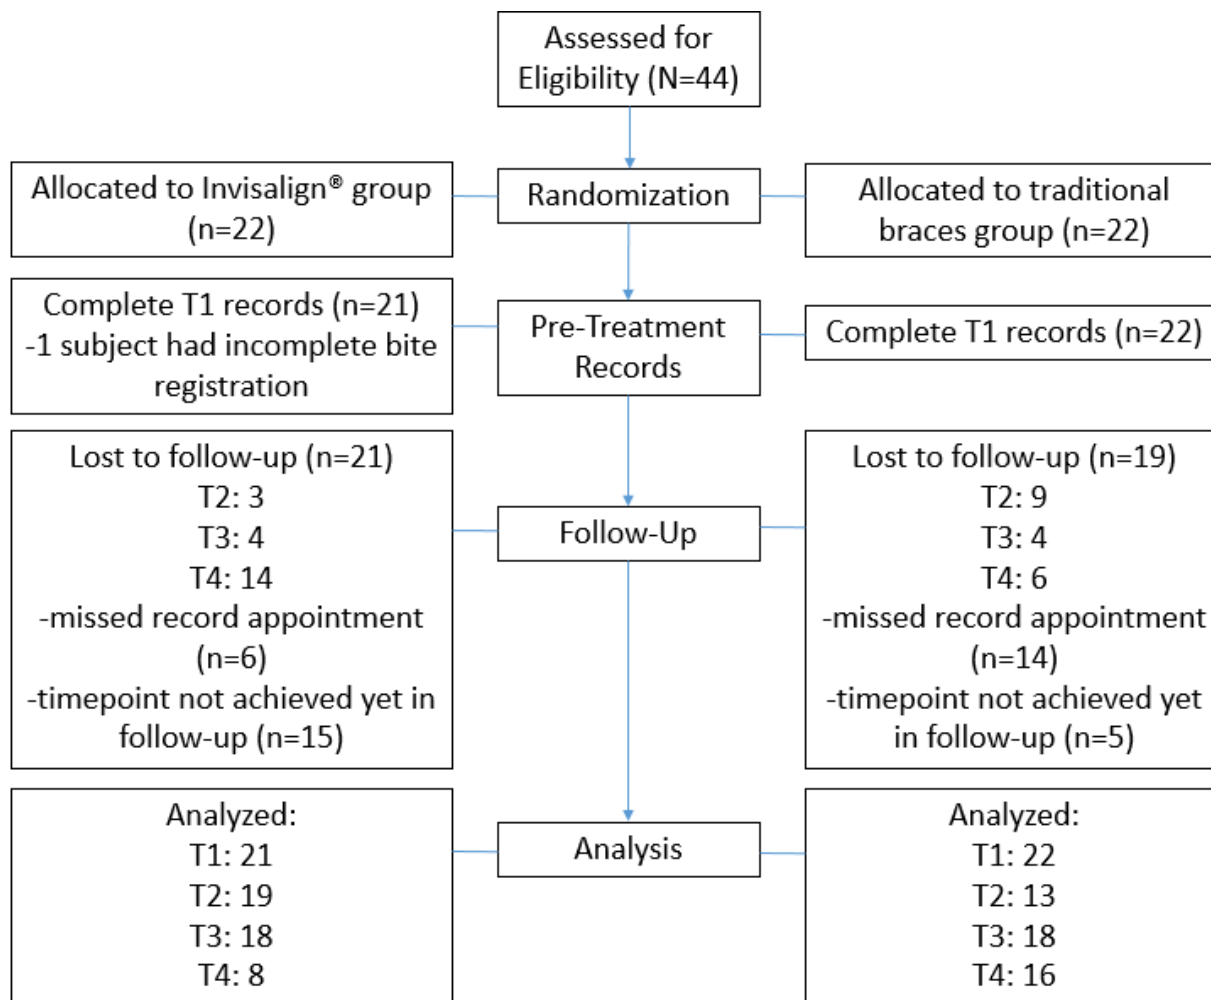 Assessed for
Eligibility (N=44)
Allocated to Invisalign® group
(n=22)
Randomization
Allocated to traditional
braces group (n=22)
Complete T1 records (n=21)
-1 subject had incomplete bite
registration
Pre-Treatment
Records
Complete T1 records (n=22)
Lost to follow-up (n=21)
T2: 3
T3: 4
T4: 14
-missed record appointment
(n=6)
-timepoint not achieved yet in
follow-up (n=15)
Follow-Up
Lost to follow-up (n=19)
T2: 9
T3: 4
T4: 6
-missed record appointment
(n=14)
-timepoint not achieved yet
in follow-up (n=5)
Analyzed:
T1: 21
T2: 19
T3: 18
T4: 8
Analysis
Analyzed:
T1: 22
T2: 13
T3: 18
T4: 16